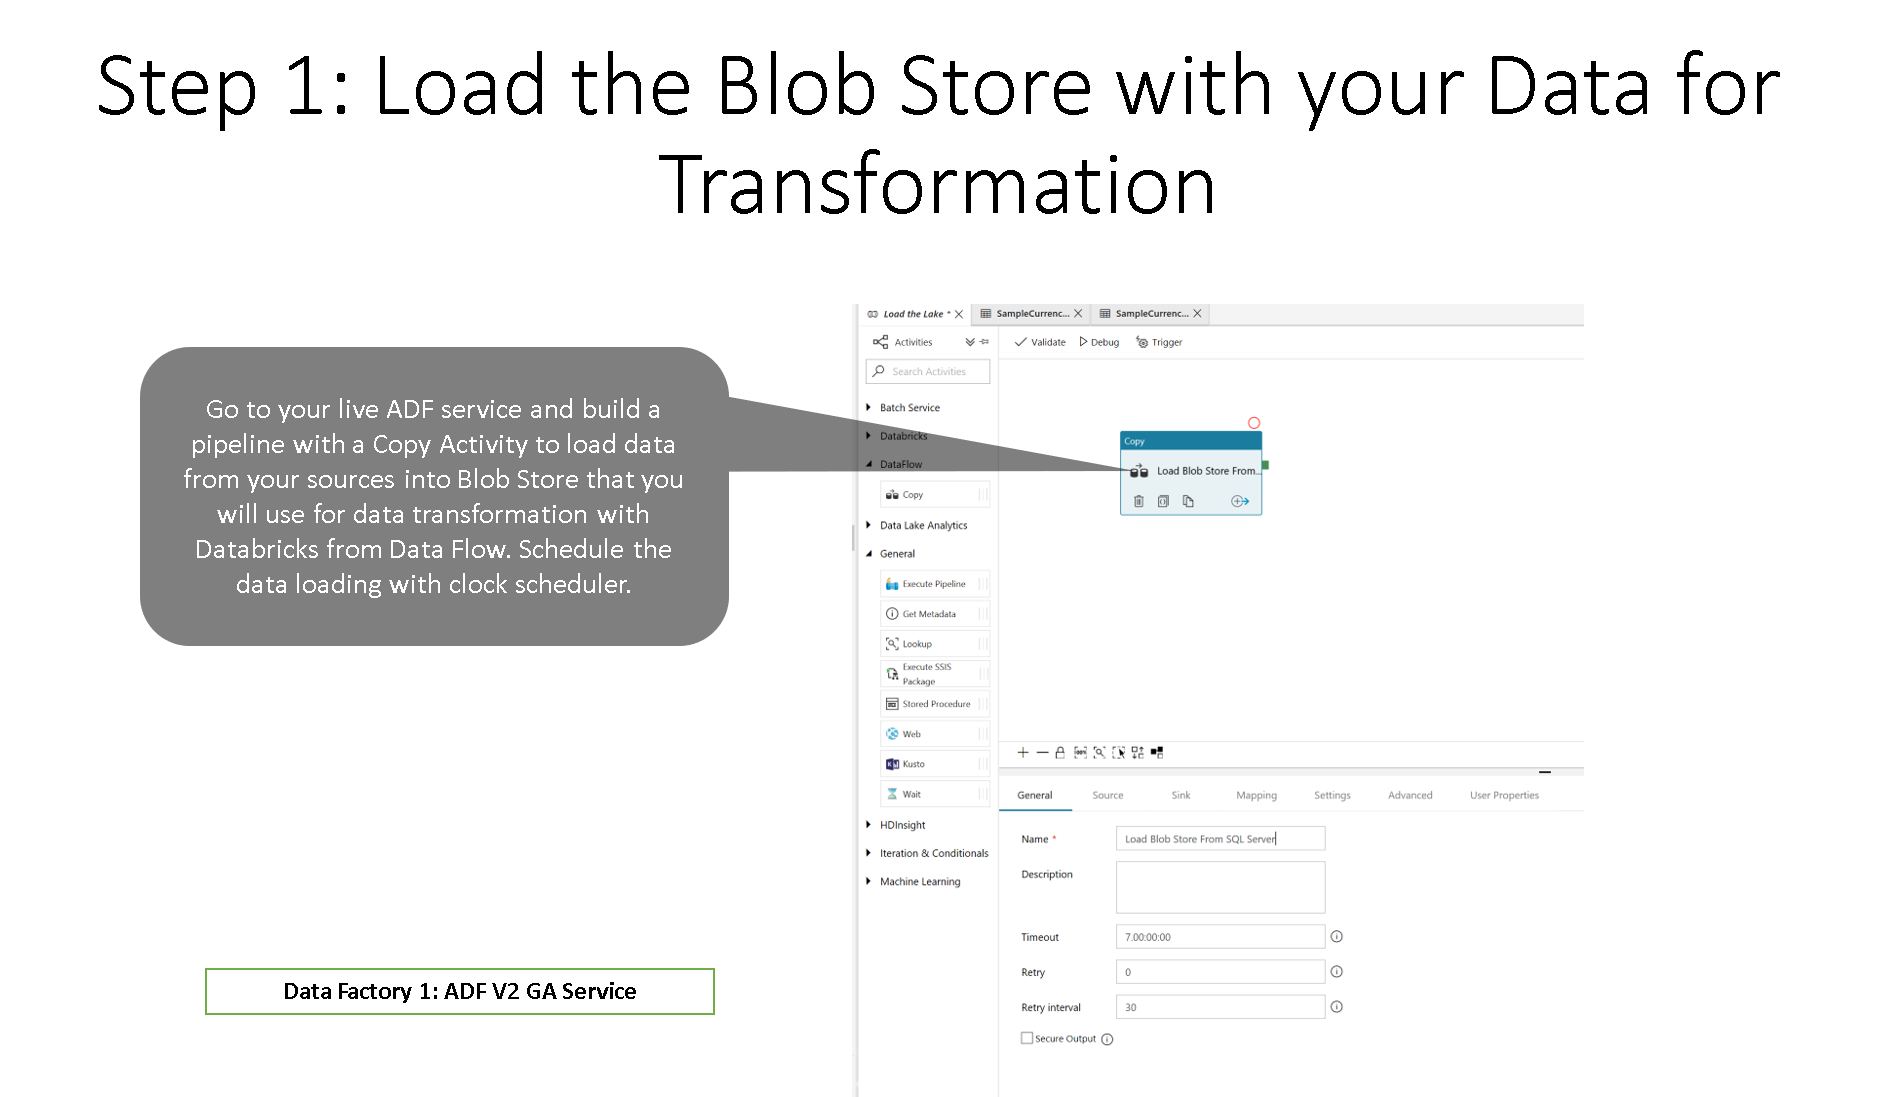 Step 1: Load the Blob Store with your Data for
Transformation
Go to your live ADF service and build a
pipeline with a Copy Activity to load data
from your sources into Blob Store that you
will use for data transformation with
Databricks from Data Flow. Schedule the
data loading with clock scheduler.
Data Factory 1: ADF V2 GA Service
Load the Lake *
SampleCurrenc...
SampleCurrenc...
Activities
Validate
Debug
Trigger
Search Activities
Batch Service
Databricks
DataFlow
Copy
Data Lake Analytics
General
Execute Pipeline
Get Metadata
Lookup
Execute SSIS
Package
Stored Procedure
Web
Kusto
Wait
HDInsight
Iteration & Conditionals
Machine Learning
Copy
Load Blob Store From...
General
Source
Sink
Mapping
Settings
Advanced
User Properties
Name *
Load Blob Store From SQL Server
Description
Timeout
7.00:00:00
Retry
0
Retry interval
30
Secure Output